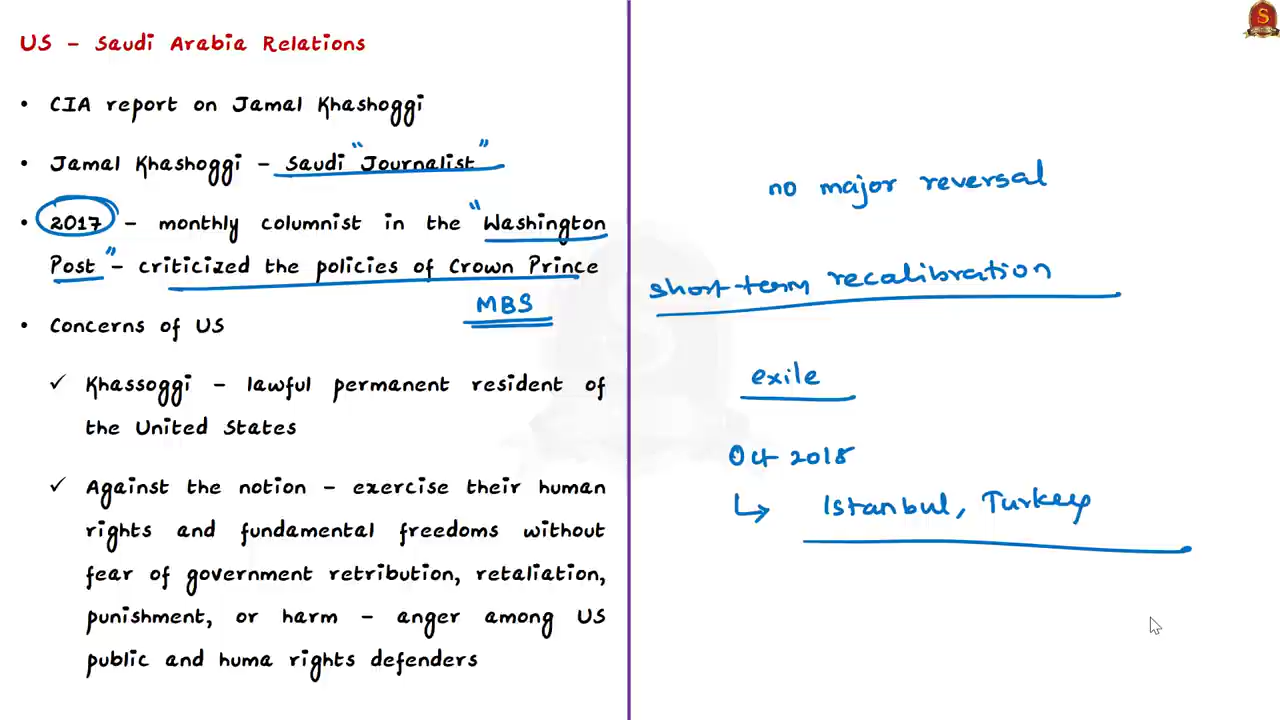 US – Saudi Arabia Relations
• CIA report on Jamal Khashoggi
• Jamal Khashoggi – Saudi "Journalist"
• 2017 – monthly columnist in the "Washington
Post" – criticized the policies of Crown Prince
MBS
• Concerns of US
✓ Khassoggi – lawful permanent resident of
the United States
✓ Against the notion – exercise their human
rights and fundamental freedoms without
fear of government retribution, retaliation,
punishment, or harm – anger among US
public and huma rights defenders
S
no major reversal
short-term recalibration
exile
Oct 2018
↳ Istanbul, Turkey